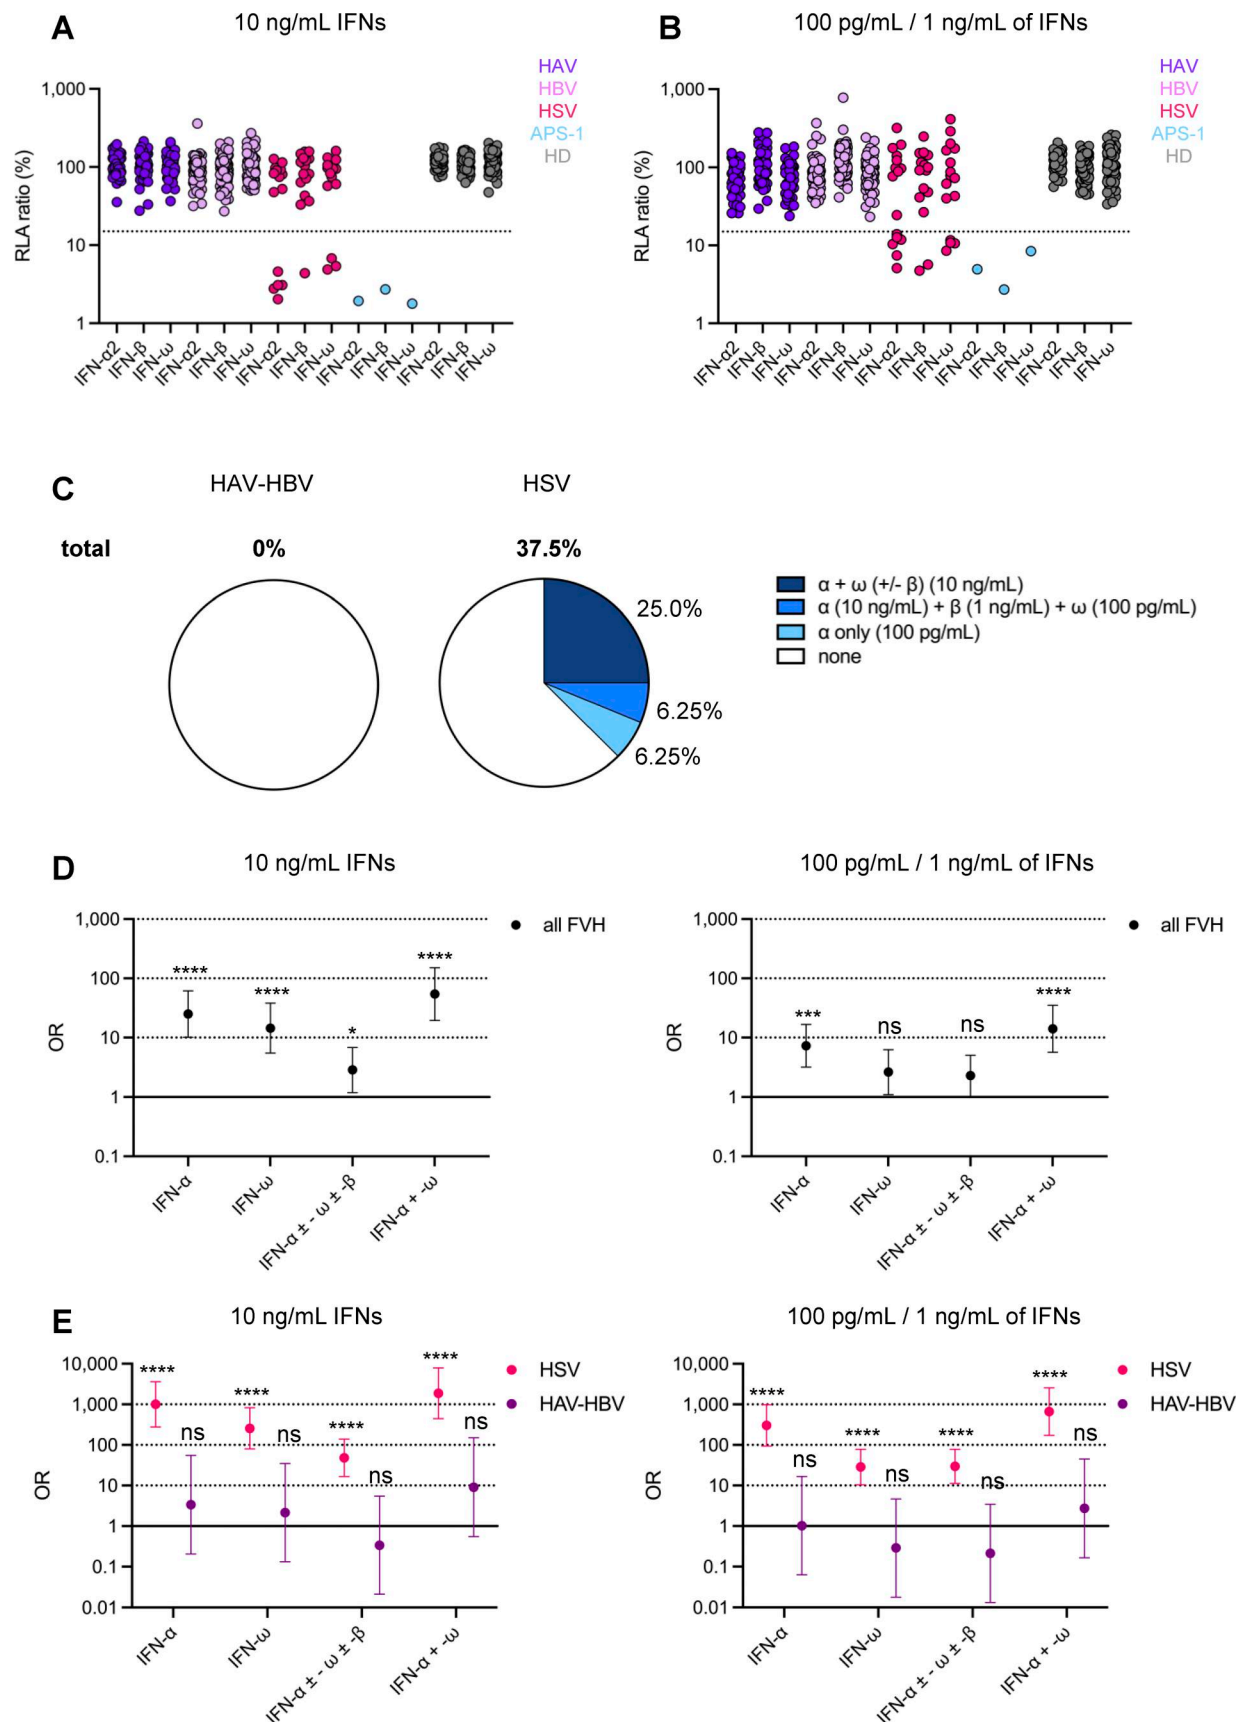 A
10 ng/mL IFNs
HAV
HBV
HSV
APS-1
HD
RLA ratio (%)
1,000
100
10
1
IFN-α2
IFN-β
IFN-ω
IFN-α2
IFN-β
IFN-ω
IFN-α2
IFN-β
IFN-ω
IFN-α2
IFN-β
IFN-ω
IFN-α2
IFN-β
IFN-ω
B
100 pg/mL / 1 ng/mL of IFNs
HAV
HBV
HSV
APS-1
HD
RLA ratio (%)
1,000
100
10
1
IFN-α2
IFN-β
IFN-ω
IFN-α2
IFN-β
IFN-ω
IFN-α2
IFN-β
IFN-ω
IFN-α2
IFN-β
IFN-ω
IFN-α2
IFN-β
IFN-ω
C
HAV-HBV
HSV
total
0%
37.5%
25.0%
6.25%
6.25%
α + ω (+/- β) (10 ng/mL)
α (10 ng/mL) + β (1 ng/mL) + ω (100 pg/mL)
α only (100 pg/mL)
none
D
10 ng/mL IFNs
all FVH
OR
1,000
100
10
1
0.1
****
****
*
****
IFN-α
IFN-ω
IFN-α ± - ω ± -β
IFN-α + -ω
100 pg/mL / 1 ng/mL of IFNs
all FVH
OR
1,000
100
10
1
0.1
***
ns
ns
****
IFN-α
IFN-ω
IFN-α ± - ω ± -β
IFN-α + -ω
E
10 ng/mL IFNs
HSV
HAV-HBV
OR
10,000
1,000
100
10
1
0.1
0.01
****
ns
****
ns
****
ns
****
ns
IFN-α
IFN-ω
IFN-α ± - ω ± -β
IFN-α + -ω
100 pg/mL / 1 ng/mL of IFNs
HSV
HAV-HBV
OR
10,000
1,000
100
10
1
0.1
0.01
****
ns
****
ns
****
ns
****
ns
IFN-α
IFN-ω
IFN-α ± - ω ± -β
IFN-α + -ω